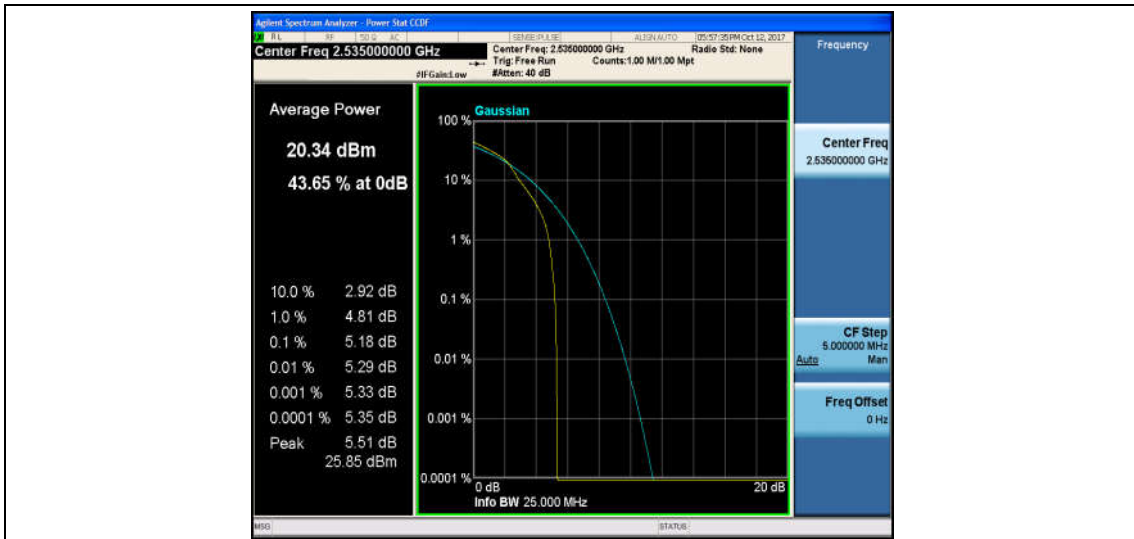 Agilent Spectrum Analyzer - Power Stat CCDF
RL RF 50 Ω AC SENSE:PULSE ALIGN AUTO 05:57:35 PM Oct 12, 2017
Center Freq 2.535000000 GHz
Center Freq: 2.535000000 GHz Radio Std: None
Trig: Free Run Counts:1.00 M/1.00 Mpt
#IFGain:Low #Atten: 40 dB
Frequency
Average Power
20.34 dBm
43.65 % at 0dB
10.0 % 2.92 dB
1.0 % 4.81 dB
0.1 % 5.18 dB
0.01 % 5.29 dB
0.001 % 5.33 dB
0.0001 % 5.35 dB
Peak 5.51 dB
25.85 dBm
Gaussian
100 %
10 %
1 %
0.1 %
0.01 %
0.001 %
0.0001 %
0 dB 20 dB
Info BW 25.000 MHz
Center Freq
2.535000000 GHz
CF Step
5.000000 MHz
Auto Man
Freq Offset
0 Hz
MSG STATUS